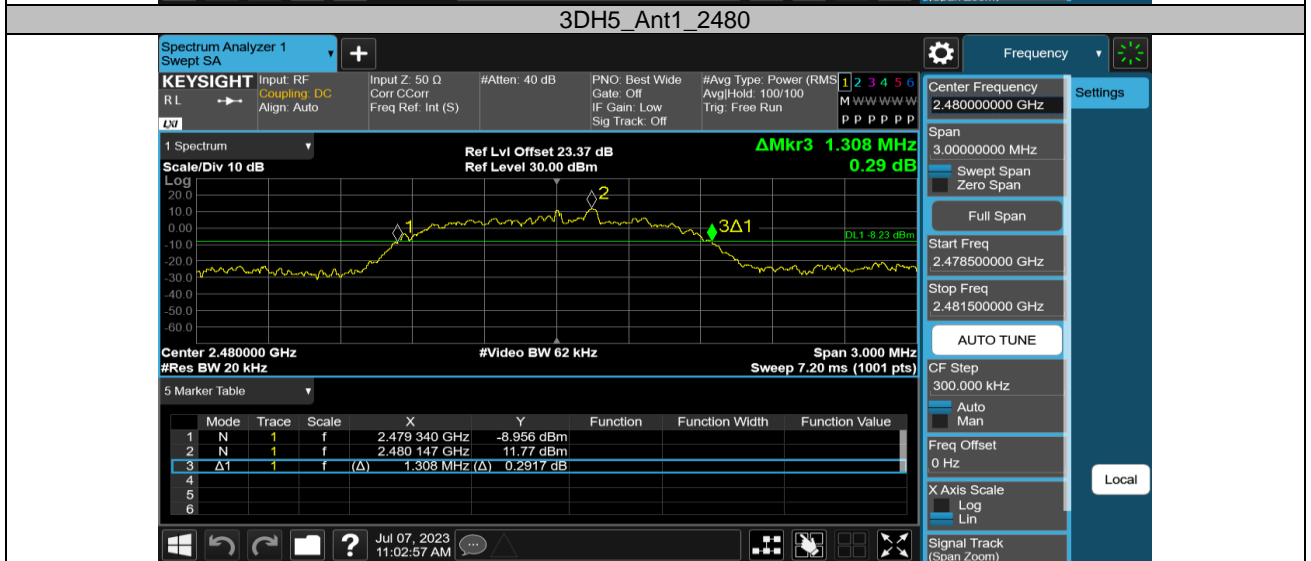 3DH5_Ant1_2480
Spectrum Analyzer 1
Swept SA
Frequency
KEYSIGHT Input: RF Input Z: 50 Ω #Atten: 40 dB PNO: Best Wide #Avg Type: Power (RMS 1 2 3 4 5 6
R L Coupling: DC Corr CCorr Gate: Off Avg|Hold: 100/100 M W W W W W
Align: Auto Freq Ref: Int (S) IF Gain: Low Trig: Free Run
LXI Sig Track: Off P P P P P P
1 Spectrum
Scale/Div 10 dB
Ref Lvl Offset 23.37 dB
Ref Level 30.00 dBm
ΔMkr3 1.308 MHz
0.29 dB
Log
20.0
10.0
0.00
-10.0
-20.0
-30.0
-40.0
-50.0
-60.0
1
2
3Δ1
DL1 -8.23 dBm
Center 2.480000 GHz #Video BW 62 kHz Span 3.000 MHz
#Res BW 20 kHz Sweep 7.20 ms (1001 pts)
5 Marker Table
Mode Trace Scale X Y Function Function Width Function Value
1 N 1 f 2.479 340 GHz -8.956 dBm
2 N 1 f 2.480 147 GHz 11.77 dBm
3 Δ1 1 f (Δ) 1.308 MHz (Δ) 0.2917 dB
4
5
6
Jul 07, 2023
11:02:57 AM
Center Frequency
2.480000000 GHz
Settings
Span
3.00000000 MHz
Swept Span
Zero Span
Full Span
Start Freq
2.478500000 GHz
Stop Freq
2.481500000 GHz
AUTO TUNE
CF Step
300.000 kHz
Auto
Man
Freq Offset
0 Hz
X Axis Scale
Log
Lin
Local
Signal Track
(Span Zoom)